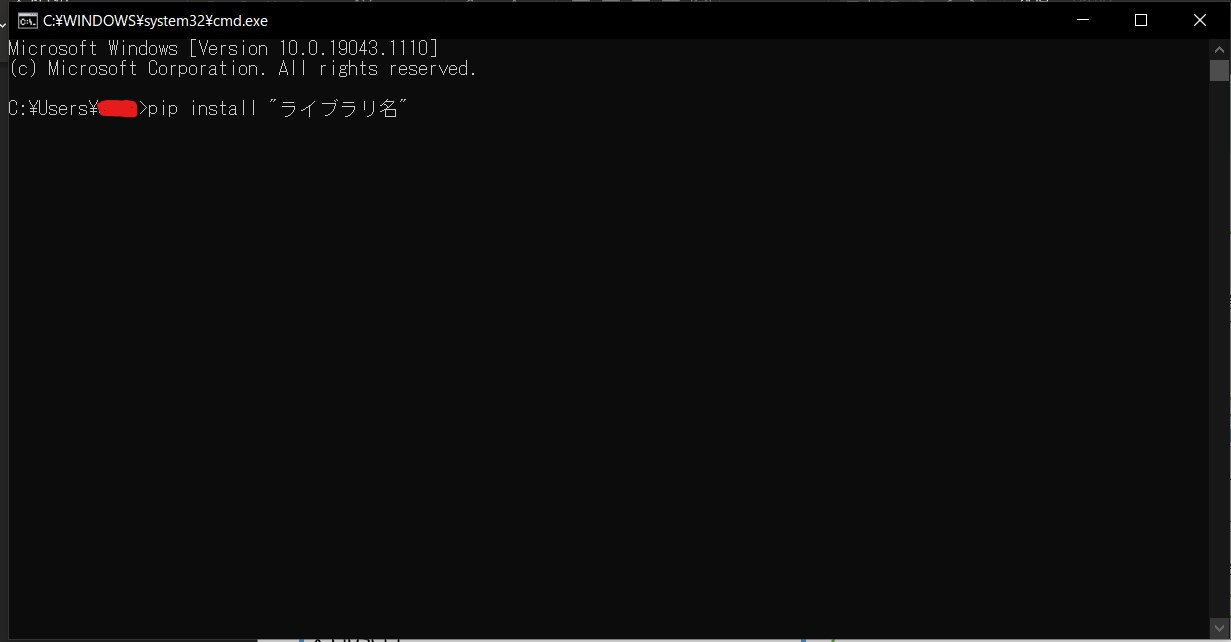 C:¥WINDOWS¥system32¥cmd.exe
Microsoft Windows [Version 10.0.19043.1110]
(c) Microsoft Corporation. All rights reserved.
C:¥Users¥>pip install "ライブラリ名"